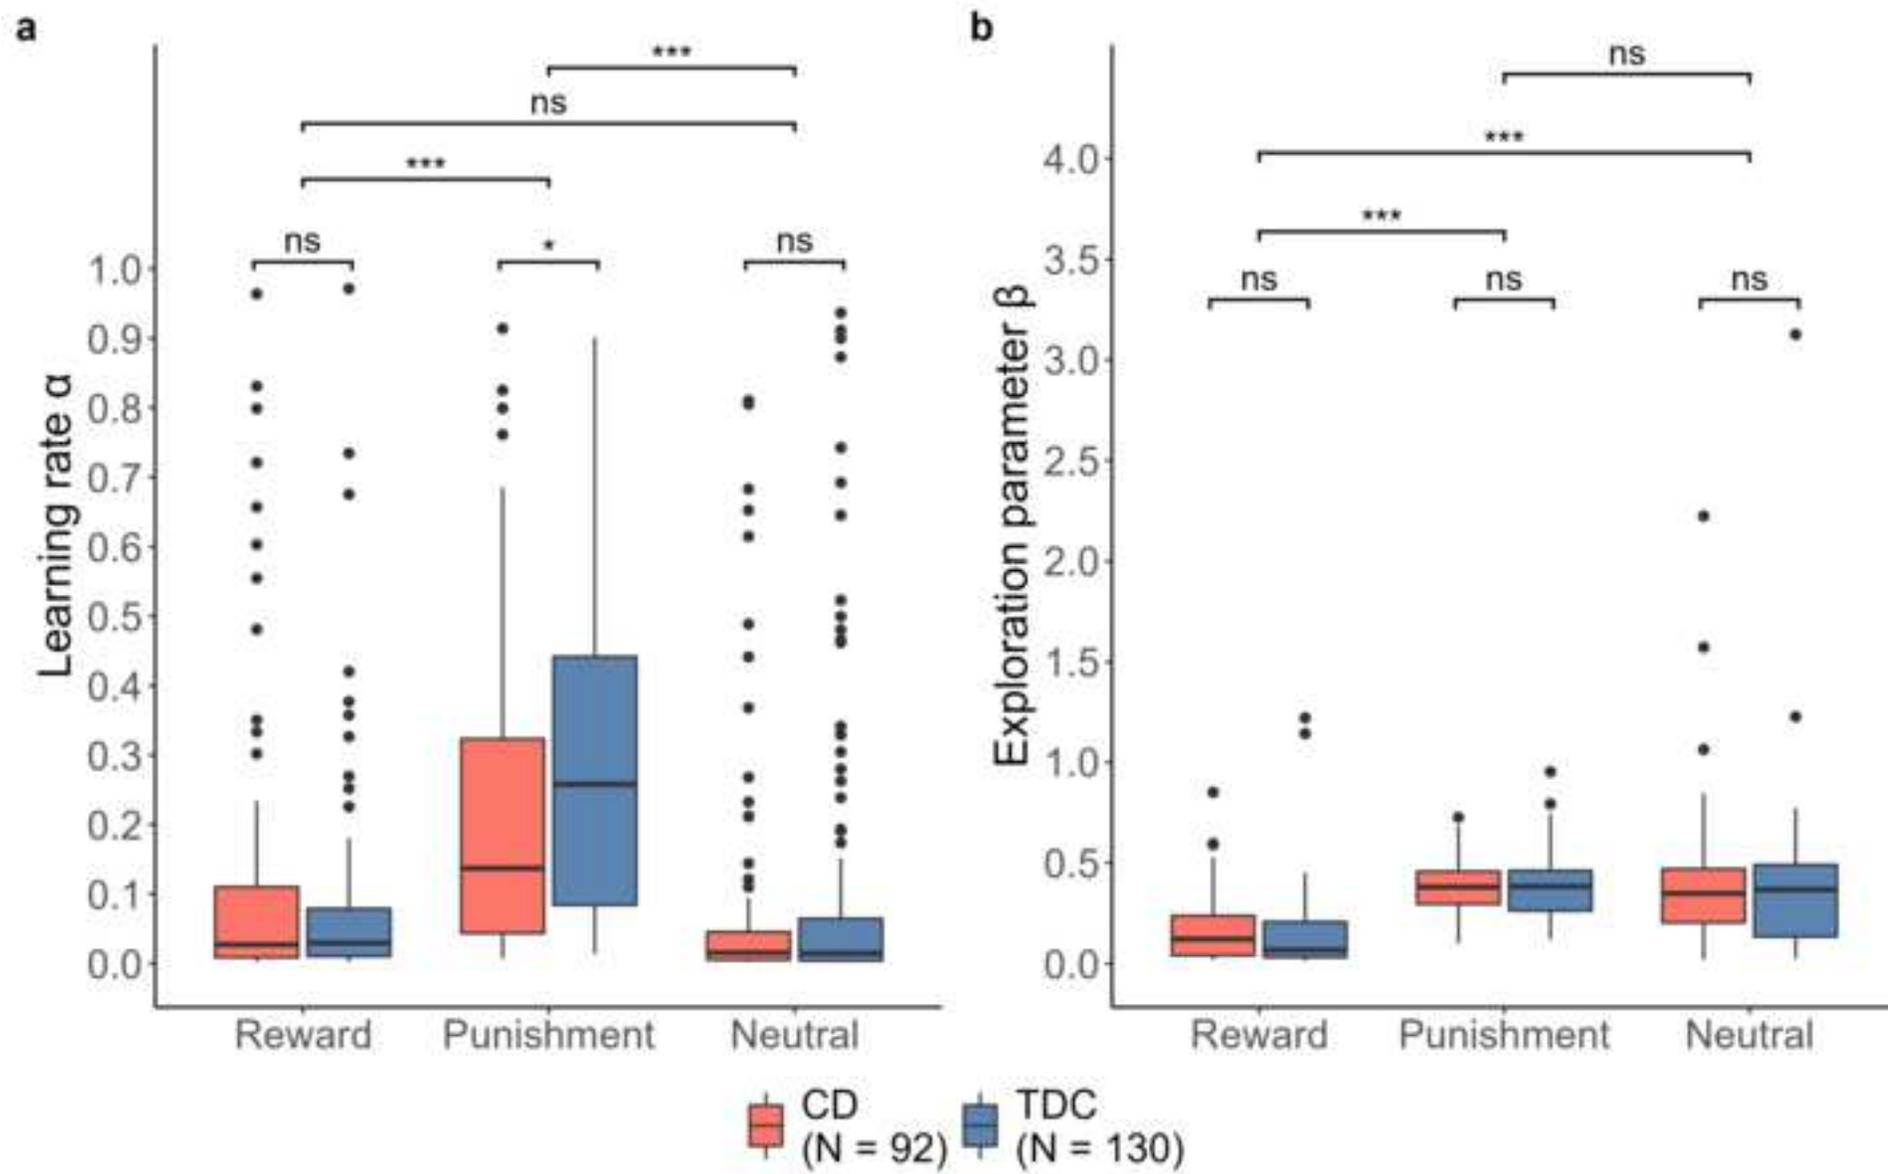 a
***
ns
***
ns
*
ns
1.0
0.9
0.8
0.7
0.6
0.5
0.4
0.3
0.2
0.1
0.0
Learning rate α
Reward
Punishment
Neutral
b
ns
***
***
ns
ns
ns
4.0
3.5
3.0
2.5
2.0
1.5
1.0
0.5
0.0
Exploration parameter β
Reward
Punishment
Neutral
CD
(N = 92)
TDC
(N = 130)